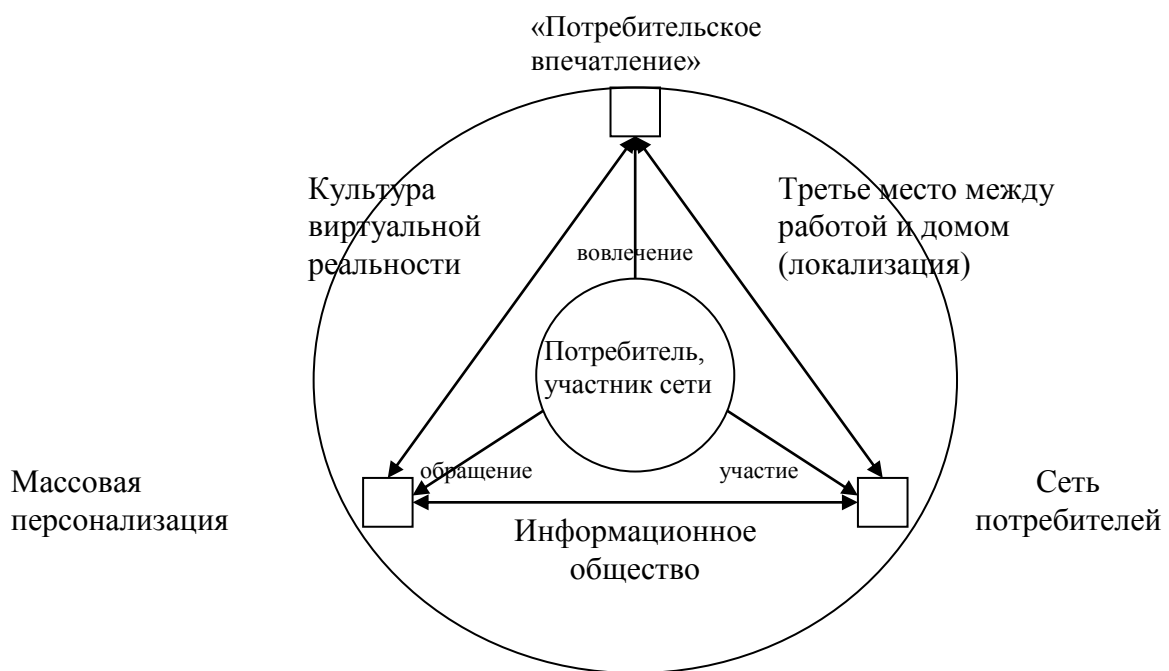 «Потребительское
впечатление»
Культура
виртуальной
реальности
Третье место между
работой и домом
(локализация)
вовлечение
Потребитель,
участник сети
обращение
участие
Массовая
персонализация
Сеть
потребителей
Информационное
общество